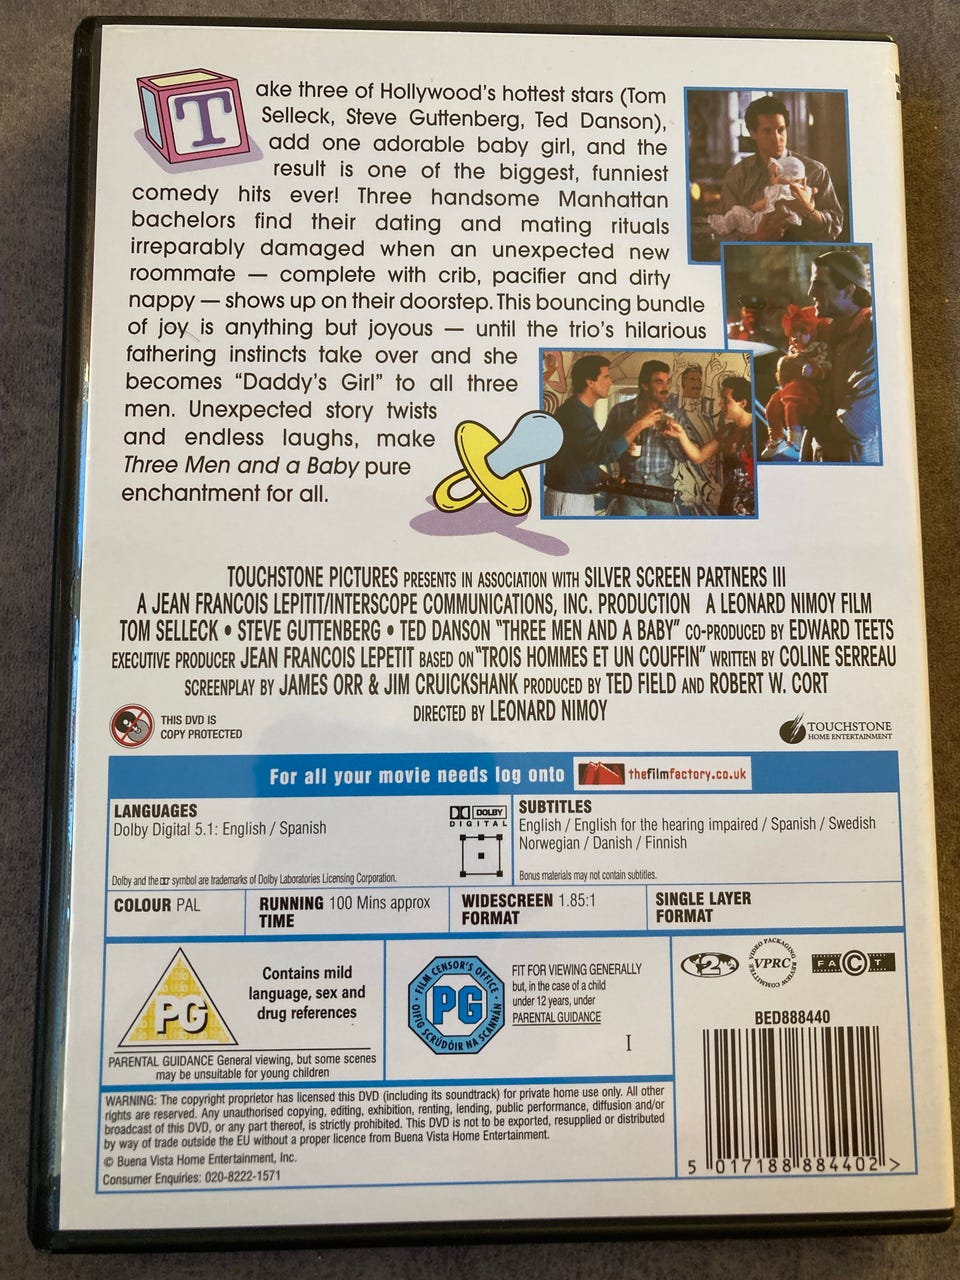 Take three of Hollywood's hottest stars (Tom
Selleck, Steve Guttenberg, Ted Danson),
add one adorable baby girl, and the
result is one of the biggest, funniest
comedy hits ever! Three handsome Manhattan
bachelors find their dating and mating rituals
irreparably damaged when an unexpected new
roommate — complete with crib, pacifier and dirty
nappy — shows up on their doorstep. This bouncing bundle
of joy is anything but joyous — until the trio's hilarious
fathering instincts take over and she
becomes "Daddy's Girl" to all three
men. Unexpected story twists
and endless laughs, make
Three Men and a Baby pure
enchantment for all.
TOUCHSTONE PICTURES PRESENTS IN ASSOCIATION WITH SILVER SCREEN PARTNERS III
A JEAN FRANCOIS LEPITIT/INTERSCOPE COMMUNICATIONS, INC. PRODUCTION A LEONARD NIMOY FILM
TOM SELLECK • STEVE GUTTENBERG • TED DANSON "THREE MEN AND A BABY" CO-PRODUCED BY EDWARD TEETS
EXECUTIVE PRODUCER JEAN FRANCOIS LEPETIT BASED ON "TROIS HOMMES ET UN COUFFIN" WRITTEN BY COLINE SERREAU
SCREENPLAY BY JAMES ORR & JIM CRUICKSHANK PRODUCED BY TED FIELD AND ROBERT W. CORT
DIRECTED BY LEONARD NIMOY
THIS DVD IS
COPY PROTECTED
TOUCHSTONE
HOME ENTERTAINMENT
For all your movie needs log onto thefilmfactory.co.uk
LANGUAGES
Dolby Digital 5.1: English / Spanish
DOLBY
DIGITAL
Dolby and the symbol are trademarks of Dolby Laboratories Licensing Corporation.
SUBTITLES
English / English for the hearing impaired / Spanish / Swedish
Norwegian / Danish / Finnish
Bonus materials may not contain subtitles.
COLOUR PAL
RUNNING 100 Mins approx
TIME
WIDESCREEN 1.85:1
FORMAT
SINGLE LAYER
FORMAT
PG
Contains mild
language, sex and
drug references
PARENTAL GUIDANCE General viewing, but some scenes
may be unsuitable for young children
FILM CENSOR'S OFFICE
PG
OIFIG SCRÚDÓIR NA SCANNÁN
FIT FOR VIEWING GENERALLY
but, in the case of a child
under 12 years, under
PARENTAL GUIDANCE
I
2
VIDEO PACKAGING REVIEW COMMITTEE
VPRC
FACT
BED888440
5 017188 884402 >
WARNING: The copyright proprietor has licensed this DVD (including its soundtrack) for private home use only. All other
rights are reserved. Any unauthorised copying, editing, exhibition, renting, lending, public performance, diffusion and/or
broadcast of this DVD, or any part thereof, is strictly prohibited. This DVD is not to be exported, resupplied or distributed
by way of trade outside the EU without a proper licence from Buena Vista Home Entertainment.
© Buena Vista Home Entertainment, Inc.
Consumer Enquiries: 020-8222-1571